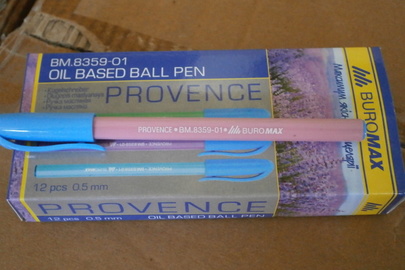 BM.8359-01
OIL BASED BALL PEN
PROVENCE
PROVENCE • BM.8359-01 • BUROMAX
12 pcs 0.5 mm
PROVENCE
12 pcs 0.5 mm
OIL BASED BALL PEN
BUROMAX